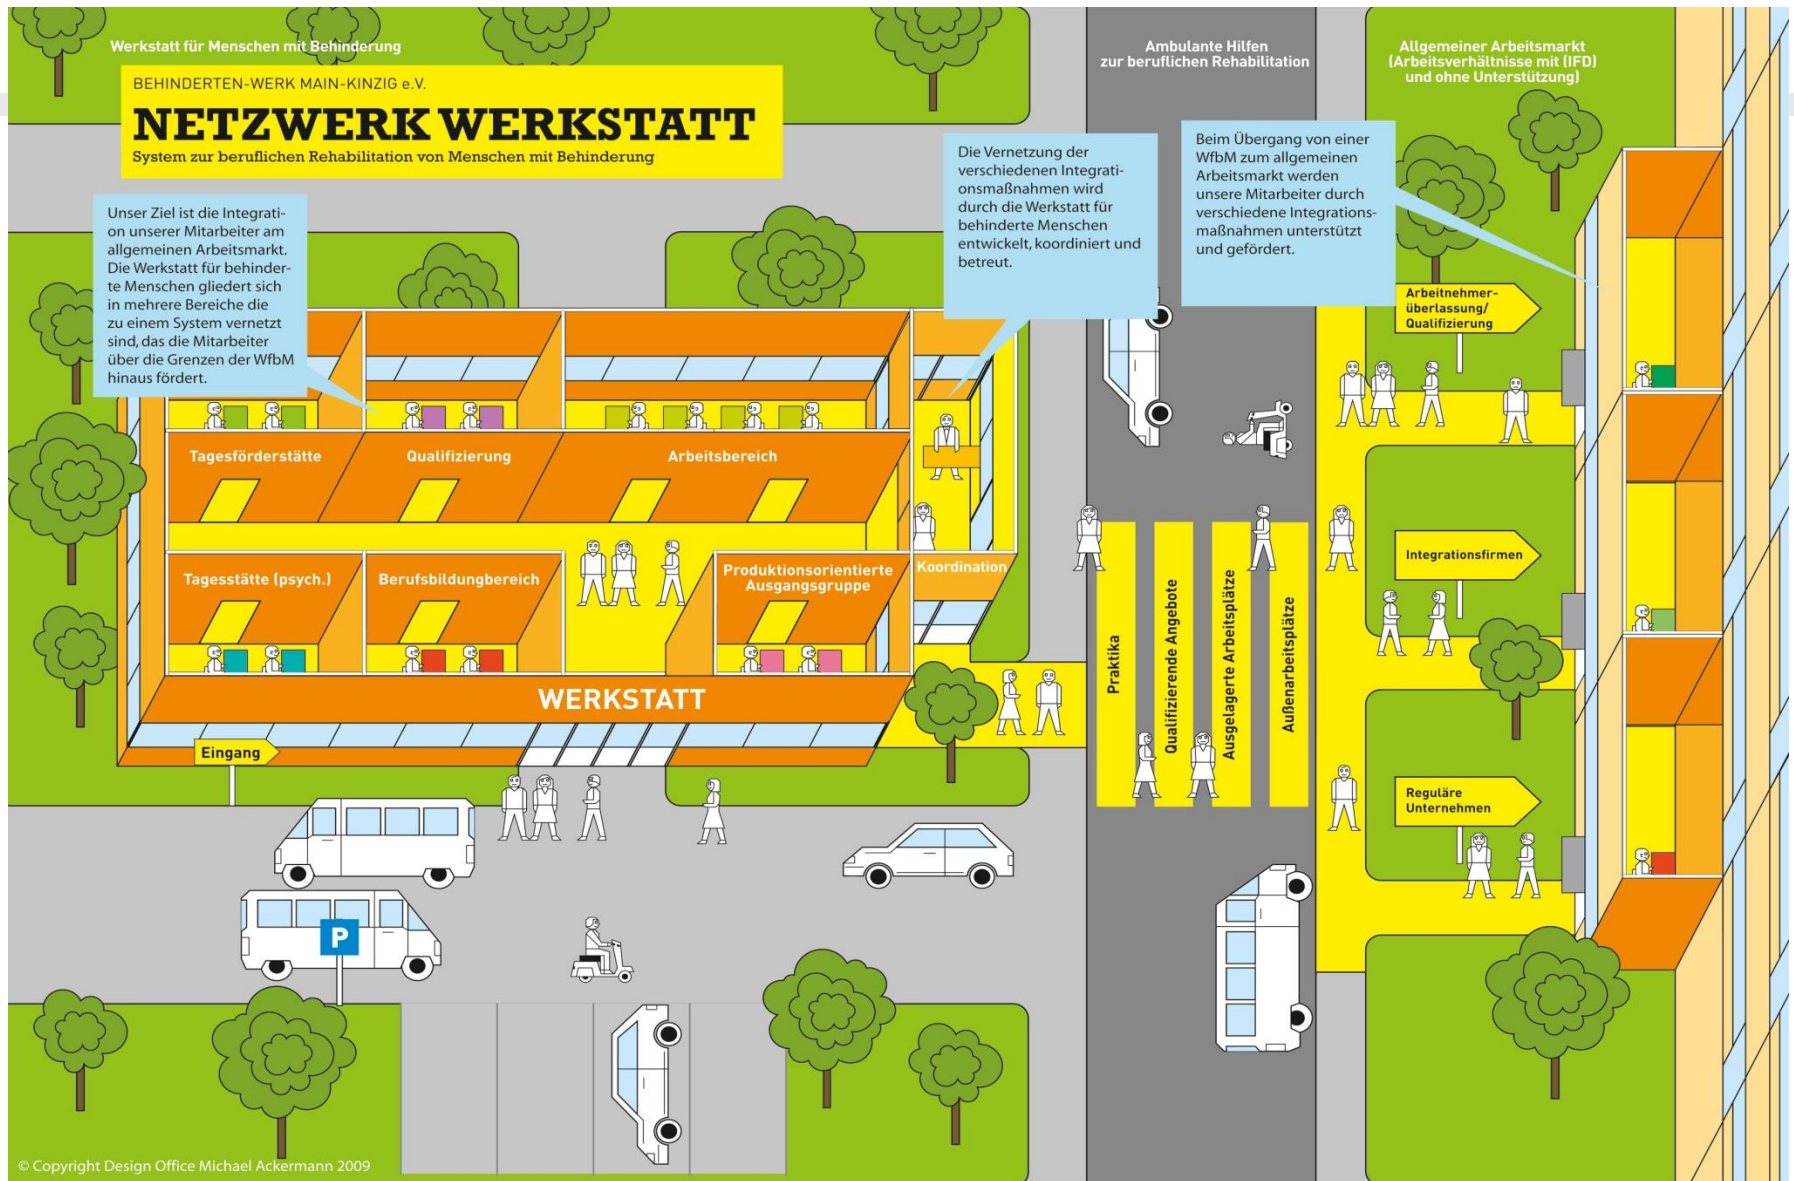 Werkstatt für Menschen mit Behinderung
BEHINDERTEN-WERK MAIN-KINZIG e.V.
NETZWERK WERKSTATT
System zur beruflichen Rehabilitation von Menschen mit Behinderung
Ambulante Hilfen
zur beruflichen Rehabilitation
Allgemeiner Arbeitsmarkt
(Arbeitsverhältnisse mit (IFD)
und ohne Unterstützung)
Unser Ziel ist die Integrati-
on unserer Mitarbeiter am
allgemeinen Arbeitsmarkt.
Die Werkstatt für behinder-
te Menschen gliedert sich
in mehrere Bereiche die
zu einem System vernetzt
sind, das die Mitarbeiter
über die Grenzen der WfbM
hinaus fördert.
Die Vernetzung der
verschiedenen Integrati-
onsmaßnahmen wird
durch die Werkstatt für
behinderte Menschen
entwickelt, koordiniert und
betreut.
Beim Übergang von einer
WfbM zum allgemeinen
Arbeitsmarkt werden
unsere Mitarbeiter durch
verschiedene Integrations-
maßnahmen unterstützt
und gefördert.
Tagesförderstätte
Qualifizierung
Arbeitsbereich
Tagesstätte (psych.)
Berufsbildungbereich
Produktionsorientierte
Ausgangsgruppe
Koordination
WERKSTATT
Eingang
P
Praktika
Qualifizierende Angebote
Ausgelagerte Arbeitsplätze
Außenarbeitsplätze
Arbeitnehmer-
überlassung/
Qualifizierung
Integrationsfirmen
Reguläre
Unternehmen
© Copyright Design Office Michael Ackermann 2009